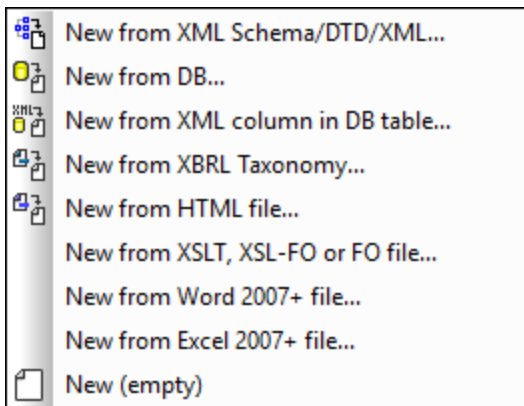 New from XML Schema/DTD/XML...
New from DB...
XML
New from XML column in DB table...
New from XBRL Taxonomy...
New from HTML file...
New from XSLT, XSL-FO or FO file...
New from Word 2007+ file...
New from Excel 2007+ file...
New (empty)